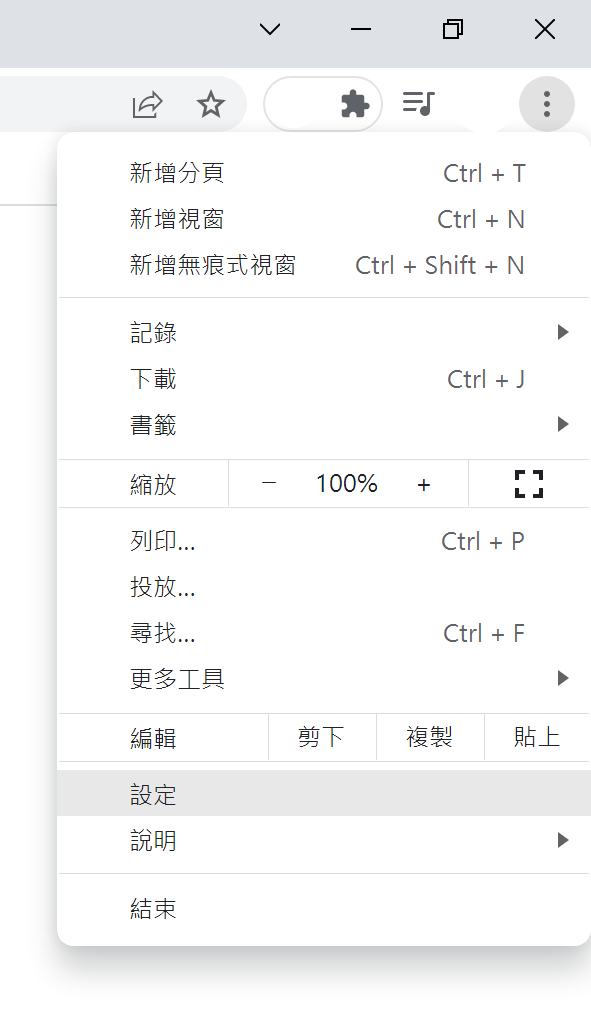 新增分頁 Ctrl + T
新增視窗 Ctrl + N
新增無痕式視窗 Ctrl + Shift + N
記錄
下載 Ctrl + J
書籤
縮放 − 100% +
列印... Ctrl + P
投放...
尋找... Ctrl + F
更多工具
編輯 剪下 複製 貼上
設定
說明
結束